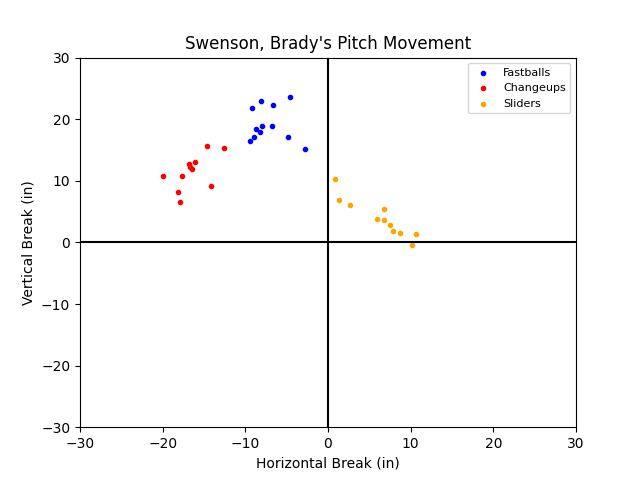 Swenson, Brady's Pitch Movement
Fastballs
Changeups
Sliders
Vertical Break (in)
30
20
10
0
−10
−20
−30
−30
−20
−10
0
10
20
30
Horizontal Break (in)